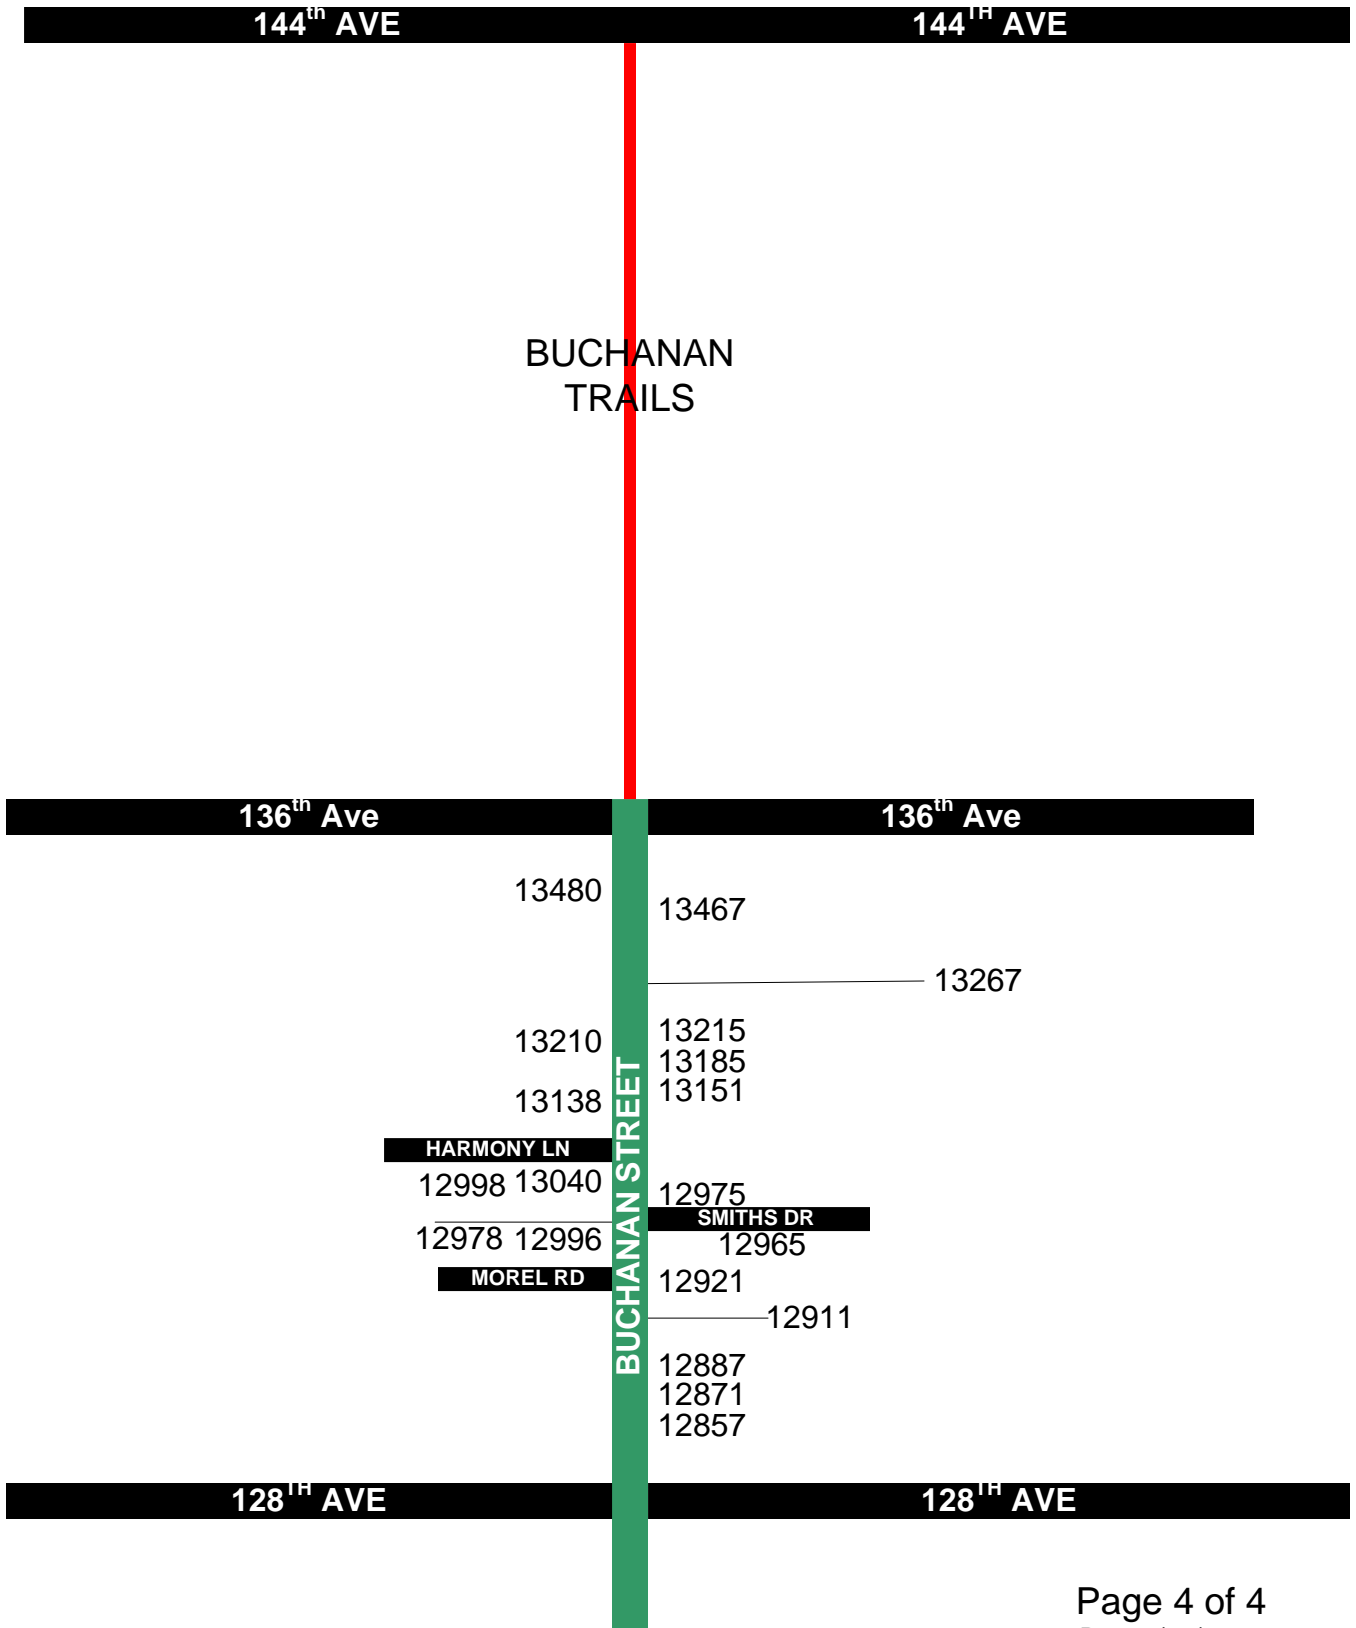 144th AVE
144TH AVE
BUCHANAN
TRAILS
136th Ave
136th Ave
13480
13467
13267
13210
13215
13185
13151
13138
HARMONY LN
12998 13040
12975
SMITHS DR
12978 12996
12965
MOREL RD
12921
12911
BUCHANAN STREET
12887
12871
12857
128TH AVE
128TH AVE
Page 4 of 4